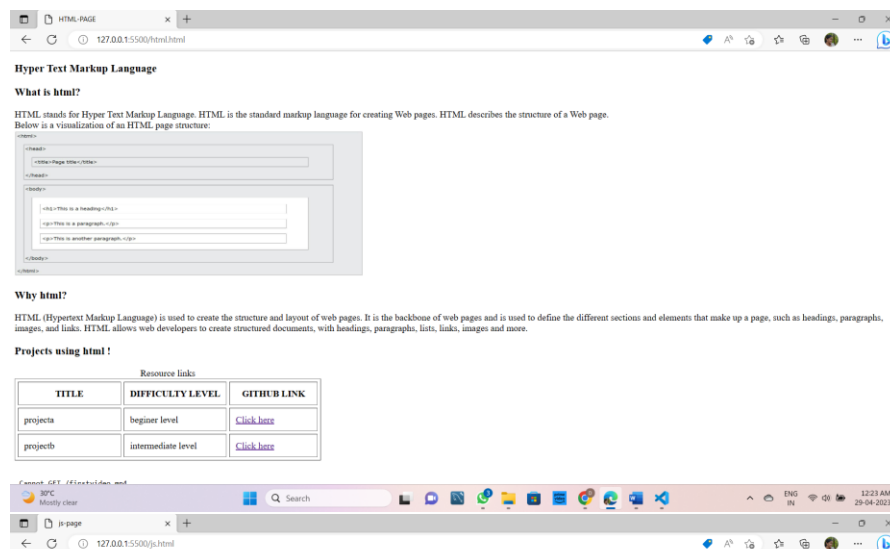 HTML-PAGE
127.0.0.1:5500/html.html
Hyper Text Markup Language
What is html?
HTML stands for Hyper Text Markup Language. HTML is the standard markup language for creating Web pages. HTML describes the structure of a Web page.
Below is a visualization of an HTML page structure:
<html>
<head>
<title>Page title</title>
</head>
<body>
<h1>This is a heading</h1>
<p>This is a paragraph.</p>
<p>This is another paragraph.</p>
</body>
</html>
Why html?
HTML (Hypertext Markup Language) is used to create the structure and layout of web pages. It is the backbone of web pages and is used to define the different sections and elements that make up a page, such as headings, paragraphs,
images, and links. HTML allows web developers to create structured documents, with headings, paragraphs, lists, links, images and more.
Projects using html !
Resource links
TITLE DIFFICULTY LEVEL GITHUB LINK
projecta beginer level Click here
projectb intermediate level Click here
Cannot GET /firstvideo.mp4
30°C
Mostly clear
Search
ENG
IN
12:23 AM
29-04-2023
js-page
127.0.0.1:5500/js.html